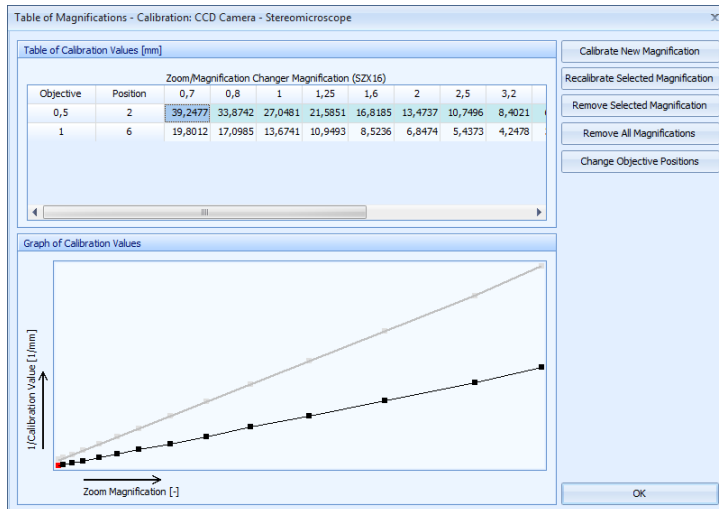 Table of Magnifications - Calibration: CCD Camera - Stereomicroscope
Table of Calibration Values [mm]
Zoom/Magnification Changer Magnification (SZX16)
Objective Position 0,7 0,8 1 1,25 1,6 2 2,5 3,2
0,5 2 39,2477 33,8742 27,0481 21,5851 16,8185 13,4737 10,7496 8,4021
1 6 19,8012 17,0985 13,6741 10,9493 8,5236 6,8474 5,4373 4,2478
Calibrate New Magnification
Recalibrate Selected Magnification
Remove Selected Magnification
Remove All Magnifications
Change Objective Positions
Graph of Calibration Values
1/Calibration Value [1/mm]
Zoom Magnification [-]
OK